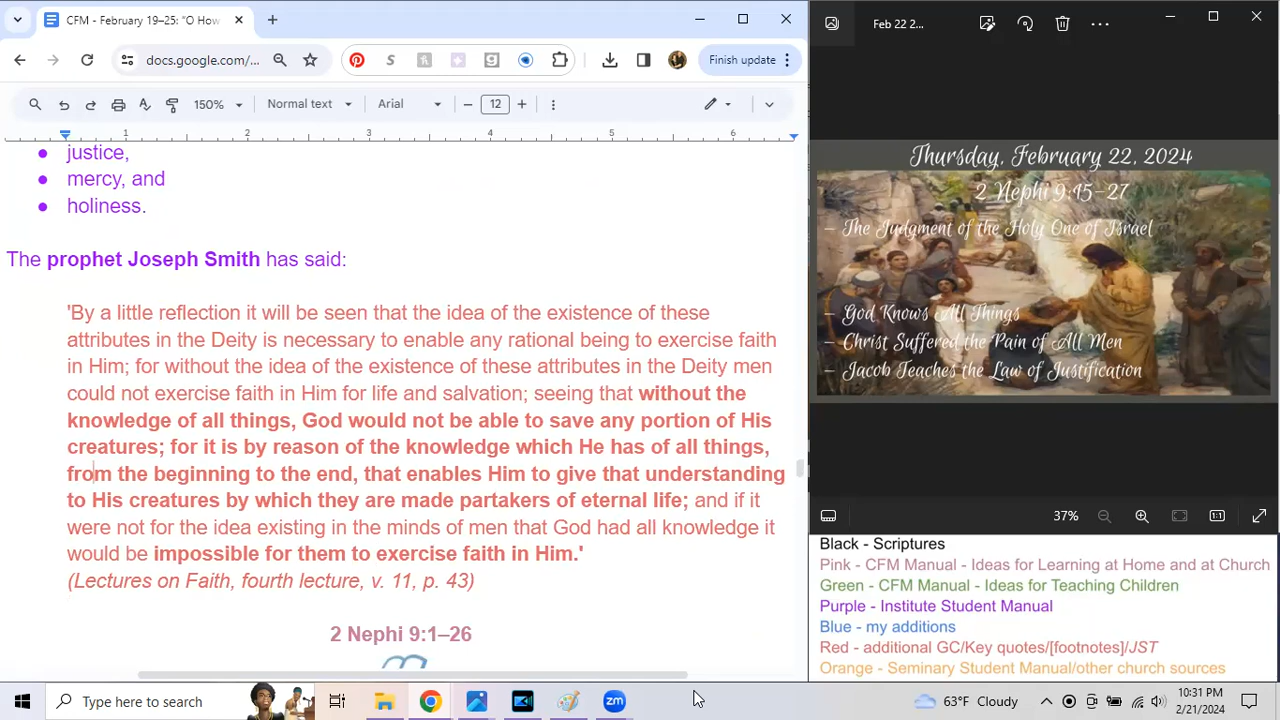 CFM - February 19–25: "O How
Feb 22 2...
docs.google.com/...
Finish update
150%
Normal text
Arial
12
1 2 3 4 5 6
justice,
mercy, and
holiness.
The prophet Joseph Smith has said:
'By a little reflection it will be seen that the idea of the existence of these
attributes in the Deity is necessary to enable any rational being to exercise faith
in Him; for without the idea of the existence of these attributes in the Deity men
could not exercise faith in Him for life and salvation; seeing that without the
knowledge of all things, God would not be able to save any portion of His
creatures; for it is by reason of the knowledge which He has of all things,
from the beginning to the end, that enables Him to give that understanding
to His creatures by which they are made partakers of eternal life; and if it
were not for the idea existing in the minds of men that God had all knowledge it
would be impossible for them to exercise faith in Him.'
(Lectures on Faith, fourth lecture, v. 11, p. 43)
2 Nephi 9:1–26
Thursday, February 22, 2024
2 Nephi 9:15-27
- The Judgment of the Holy One of Israel
- God Knows All Things
- Christ Suffered the Pain of All Men
- Jacob Teaches the Law of Justification
37%
Black - Scriptures
Pink - CFM Manual - Ideas for Learning at Home and at Church
Green - CFM Manual - Ideas for Teaching Children
Purple - Institute Student Manual
Blue - my additions
Red - additional GC/Key quotes/[footnotes]/JST
Orange - Seminary Student Manual/other church sources
Type here to search
zm
63°F Cloudy
10:31 PM
2/21/2024